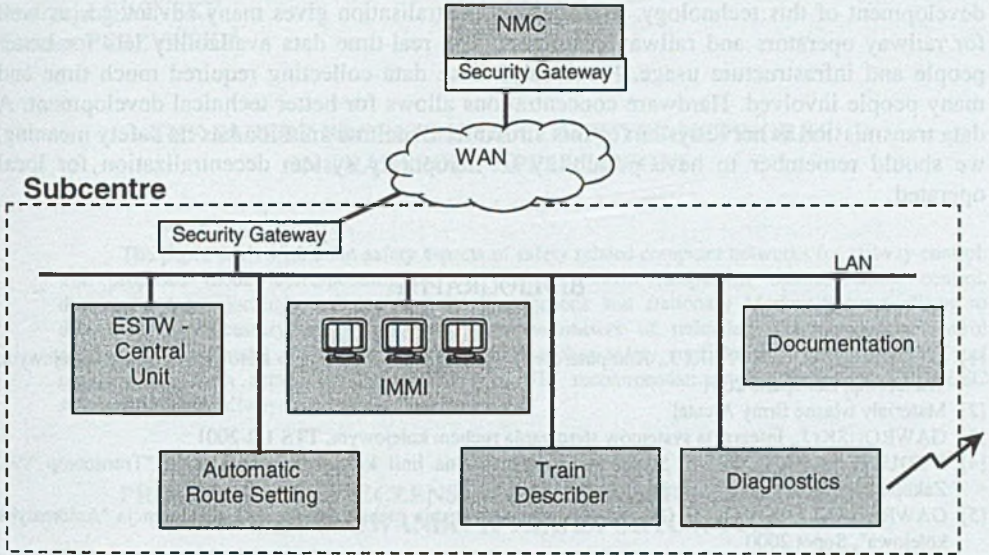 NMC
Security Gateway
WAN
Subcentre
Security Gateway
LAN
ESTW -
Central
Unit
IMMI
Documentation
Automatic
Route Setting
Train
Describer
Diagnostics